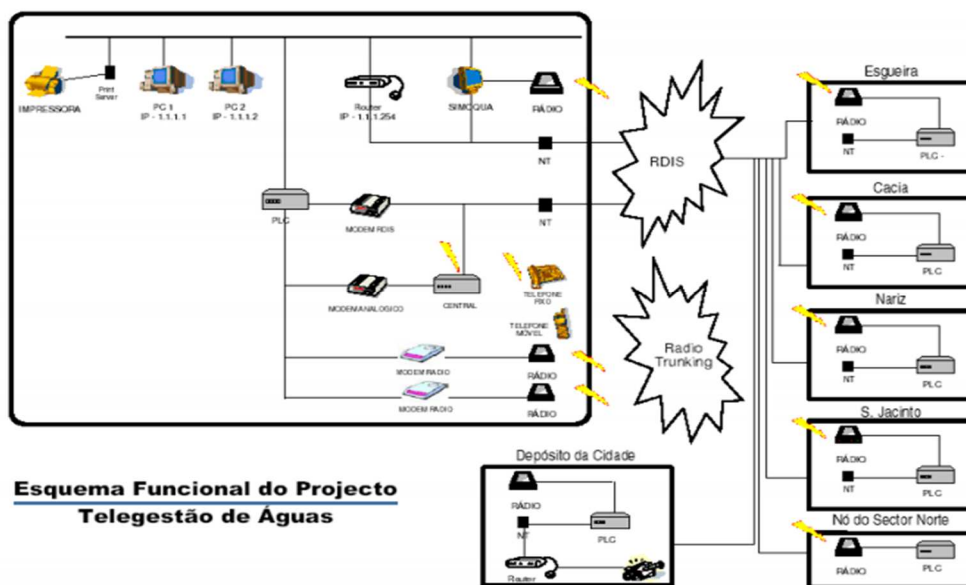 IMPRESSORA
Print
Server
PC 1
IP - 1.1.1.1
PC 2
IP - 1.1.1.2
Router
IP - 1.1.1.254
SIMOQUA
RÁDIO
NT
PLC
MODEM RDIS
NT
MODEM ANALOGICO
CENTRAL
TELEFONE
FIXO
TELEFONE
MÓVEL
MODEM RADIO
RÁDIO
MODEM RADIO
RÁDIO
RDIS
Radio
Trunking
Esgueira
RÁDIO
NT
PLC -
Cacia
RÁDIO
NT
PLC
Nariz
RÁDIO
NT
PLC
S. Jacinto
RÁDIO
NT
PLC
Nó do Sector Norte
RÁDIO
PLC
Depósito da Cidade
RÁDIO
NT
PLC
Router
Esquema Funcional do Projecto
Telegestão de Águas